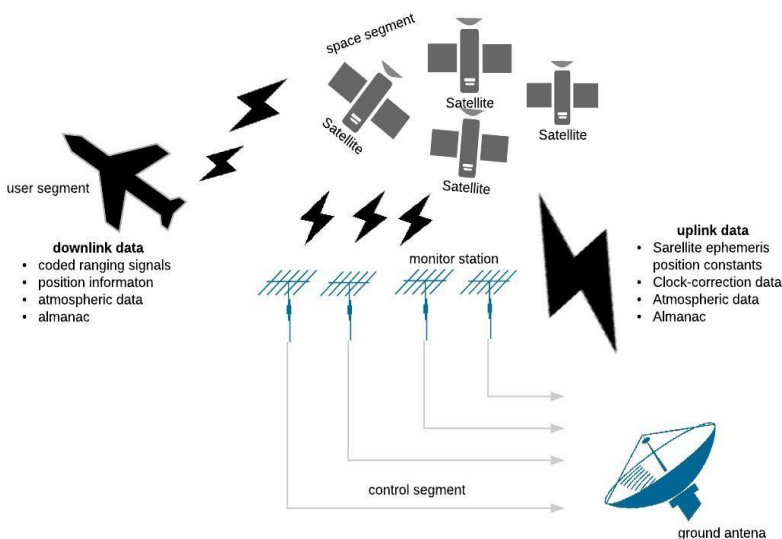 space segment
Satellite
Satellite
Satellite
Satellite
user segment
downlink data
• coded ranging signals
• position informaton
• atmospheric data
• almanac
monitor station
uplink data
• Sarellite ephemeris
position constants
• Clock-correction data
• Atmospheric data
• Almanac
control segment
ground antena